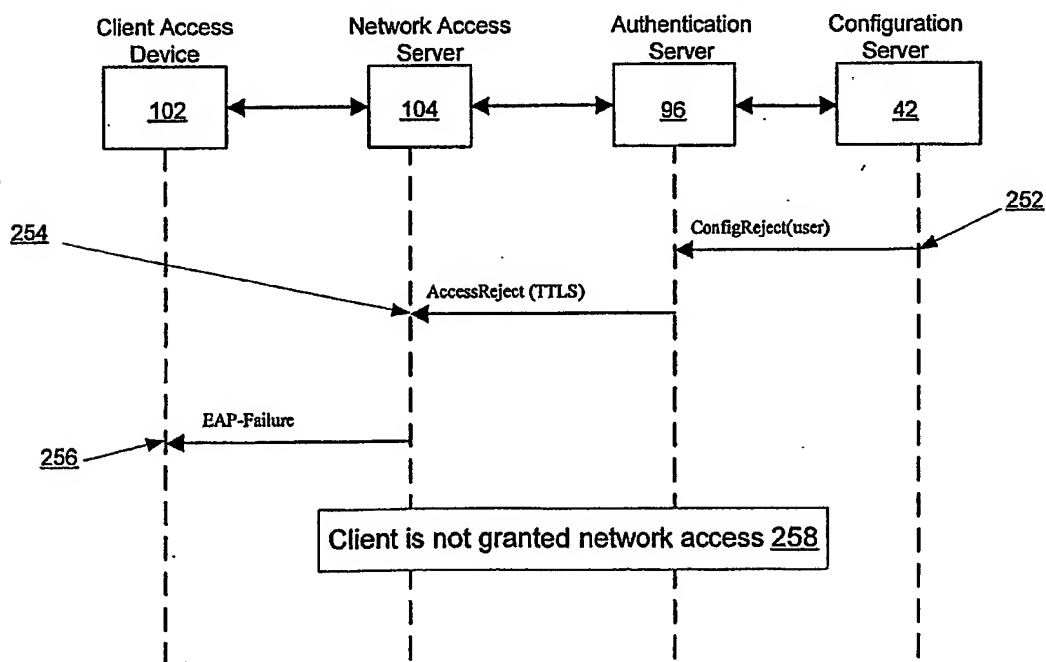 Client Access
Device
Network Access
Server
Authentication
Server
Configuration
Server
102
104
96
42
252
ConfigReject(user)
254
AccessReject (TTLS)
EAP-Failure
256
Client is not granted network access 258